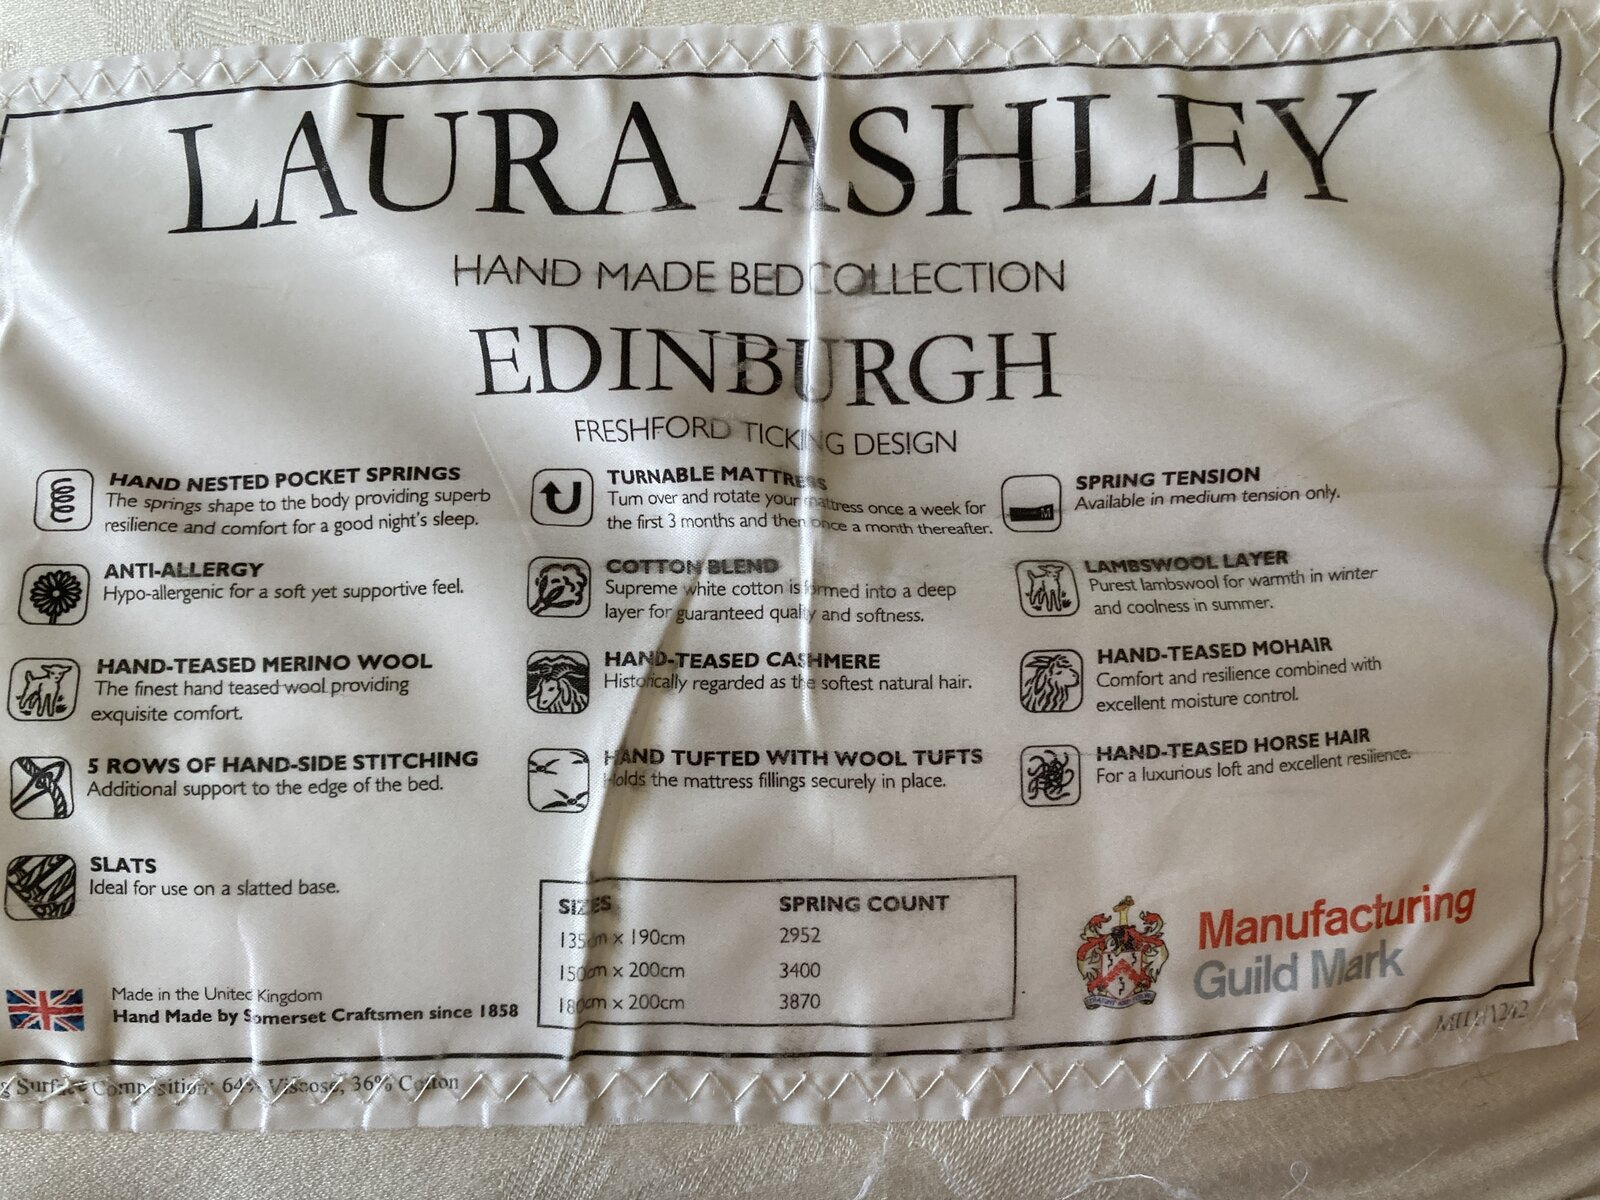 LAURA ASHLEY
HAND MADE BED COLLECTION
EDINBURGH
FRESHFORD TICKING DESIGN
HAND NESTED POCKET SPRINGS
The springs shape to the body providing superb
resilience and comfort for a good night's sleep.
TURNABLE MATTRESS
Turn over and rotate your mattress once a week for
the first 3 months and then once a month thereafter.
SPRING TENSION
Available in medium tension only.
M
ANTI-ALLERGY
Hypo-allergenic for a soft yet supportive feel.
COTTON BLEND
Supreme white cotton is formed into a deep
layer for guaranteed quality and softness.
LAMBSWOOL LAYER
Purest lambswool for warmth in winter
and coolness in summer.
HAND-TEASED MERINO WOOL
The finest hand teased wool providing
exquisite comfort.
HAND-TEASED CASHMERE
Historically regarded as the softest natural hair.
HAND-TEASED MOHAIR
Comfort and resilience combined with
excellent moisture control.
5 ROWS OF HAND-SIDE STITCHING
Additional support to the edge of the bed.
HAND TUFTED WITH WOOL TUFTS
Holds the mattress fillings securely in place.
HAND-TEASED HORSE HAIR
For a luxurious loft and excellent resilience.
SLATS
Ideal for use on a slatted base.
SIZES SPRING COUNT
135cm x 190cm 2952
150cm x 200cm 3400
180cm x 200cm 3870
Manufacturing
Guild Mark
Made in the United Kingdom
Hand Made by Somerset Craftsmen since 1858
Surface Composition: 64% Viscose, 36% Cotton